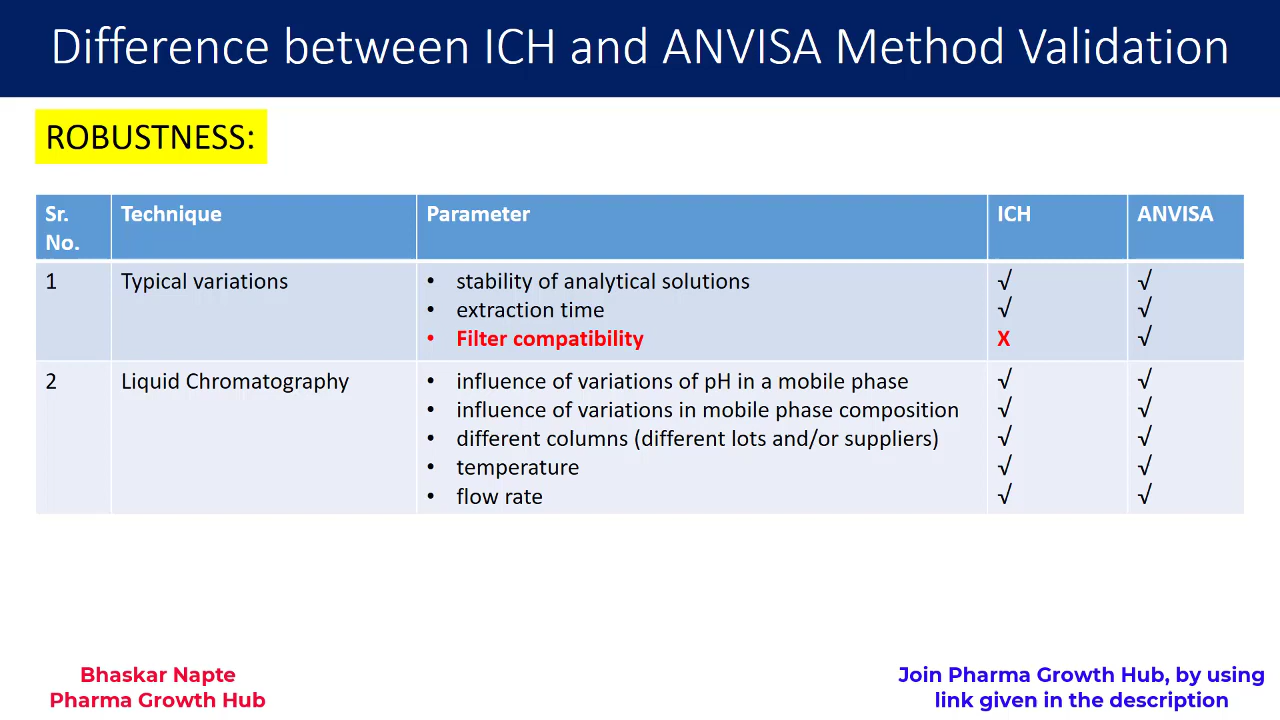 Difference between ICH and ANVISA Method Validation
ROBUSTNESS:
Sr. No. Technique Parameter ICH ANVISA
1 Typical variations • stability of analytical solutions √ √
• extraction time √ √
• Filter compatibility X √
2 Liquid Chromatography • influence of variations of pH in a mobile phase √ √
• influence of variations in mobile phase composition √ √
• different columns (different lots and/or suppliers) √ √
• temperature √ √
• flow rate √ √
Bhaskar Napte
Pharma Growth Hub
Join Pharma Growth Hub, by using
link given in the description